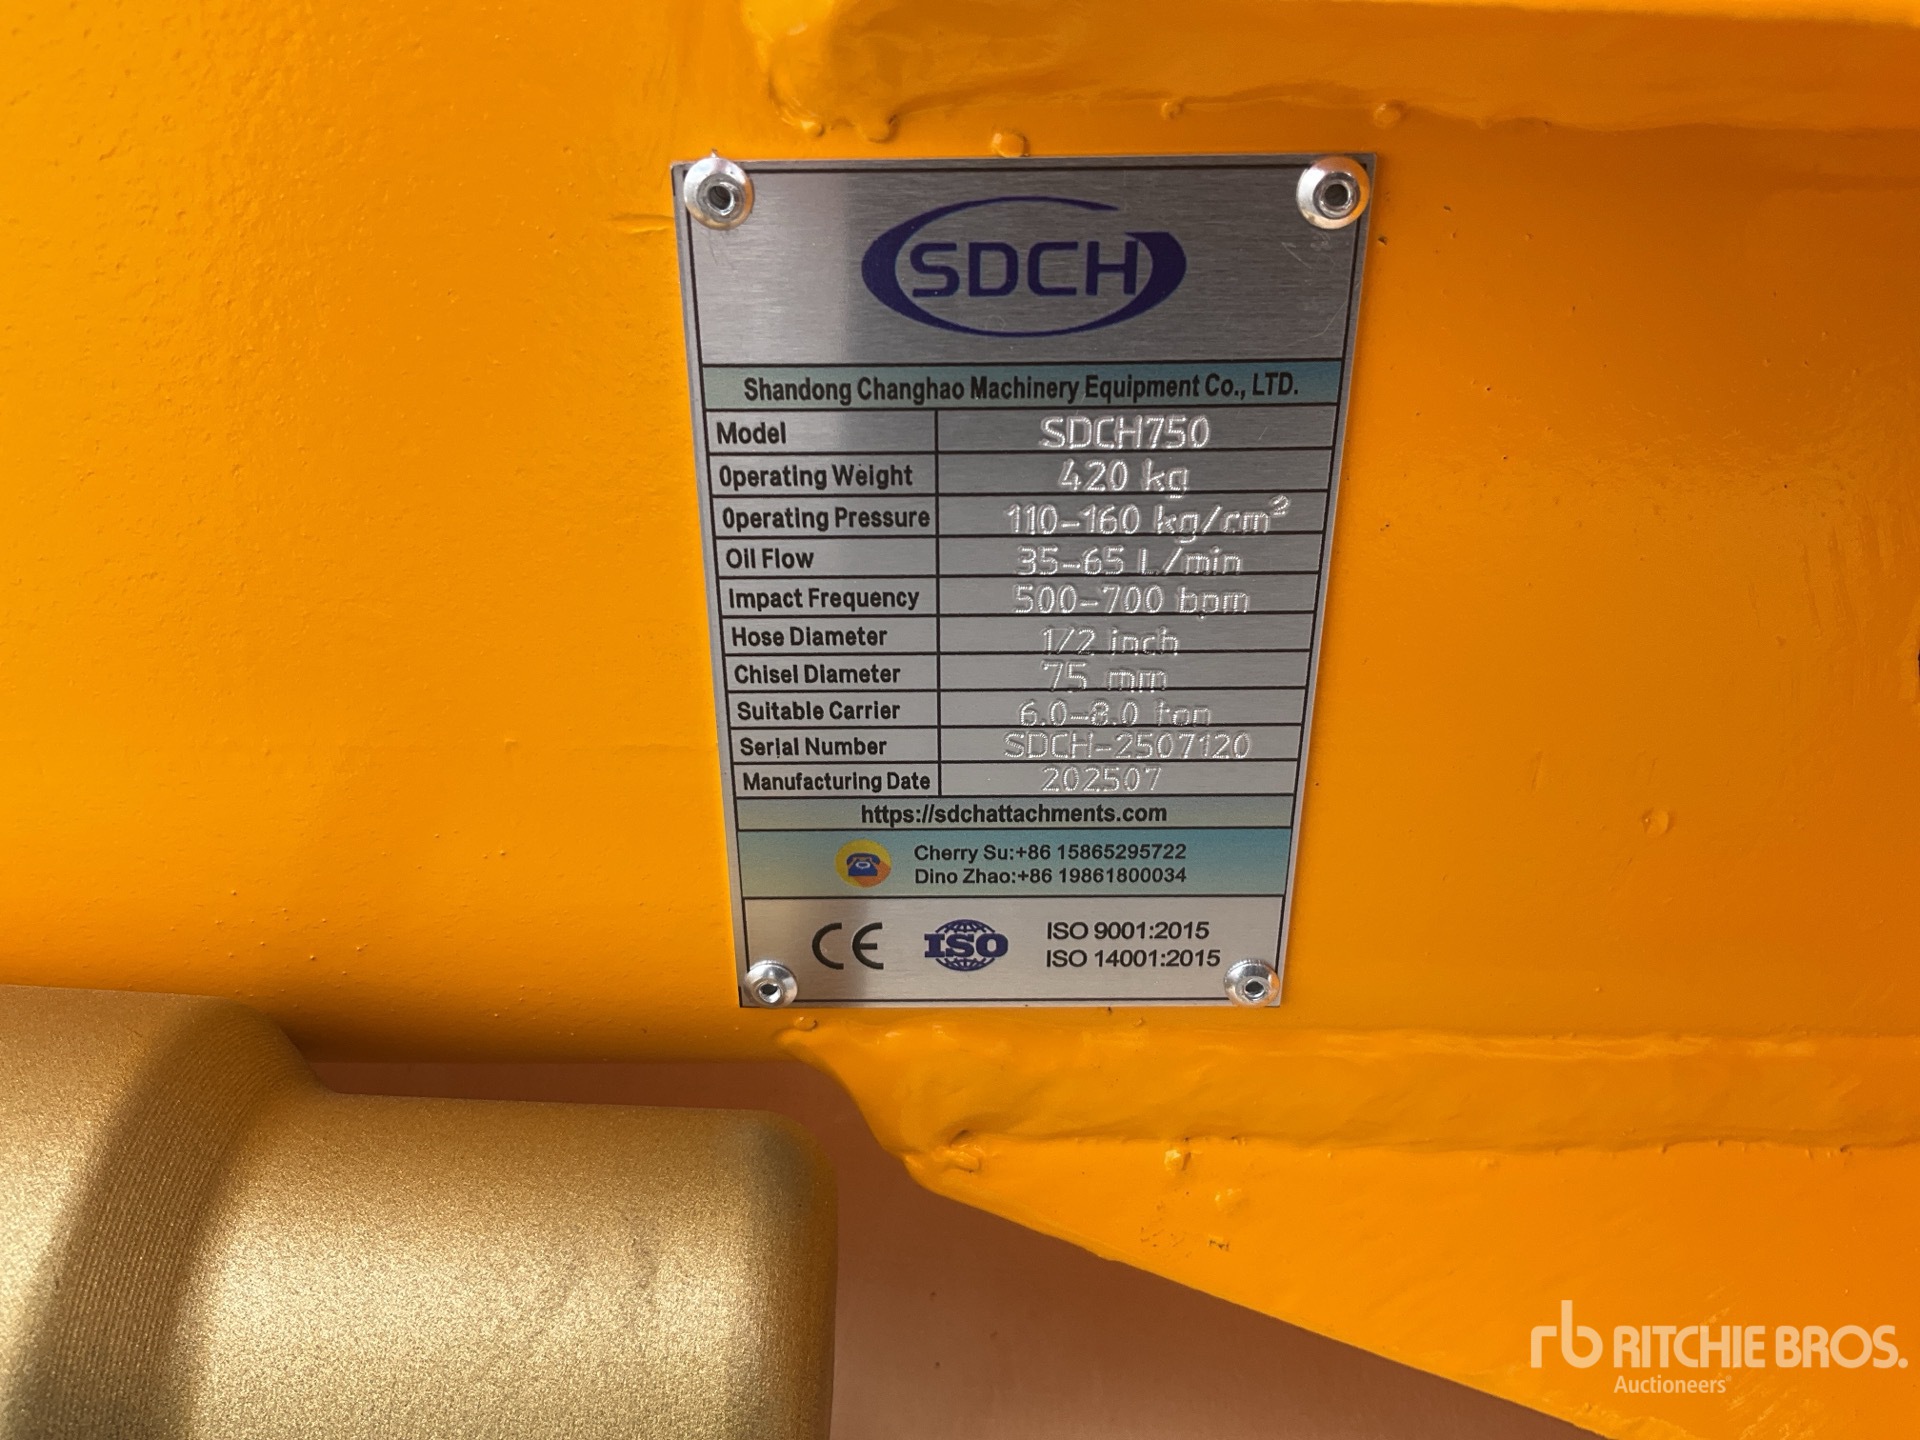 SDCH
Shandong Changhao Machinery Equipment Co., LTD.
Model SDCH750
Operating Weight 420 kg
Operating Pressure 110-160 kg/cm²
Oil Flow 35-65 L/min
Impact Frequency 500-700 bpm
Hose Diameter 1/2 inch
Chisel Diameter 75 mm
Suitable Carrier 6.0-8.0 ton
Serial Number SDCH-2507120
Manufacturing Date 202507
https://sdchattachments.com
Cherry Su:+86 15865295722
Dino Zhao:+86 19861800034
CE ISO ISO 9001:2015
ISO 14001:2015
rb RITCHIE BROS.
Auctioneers